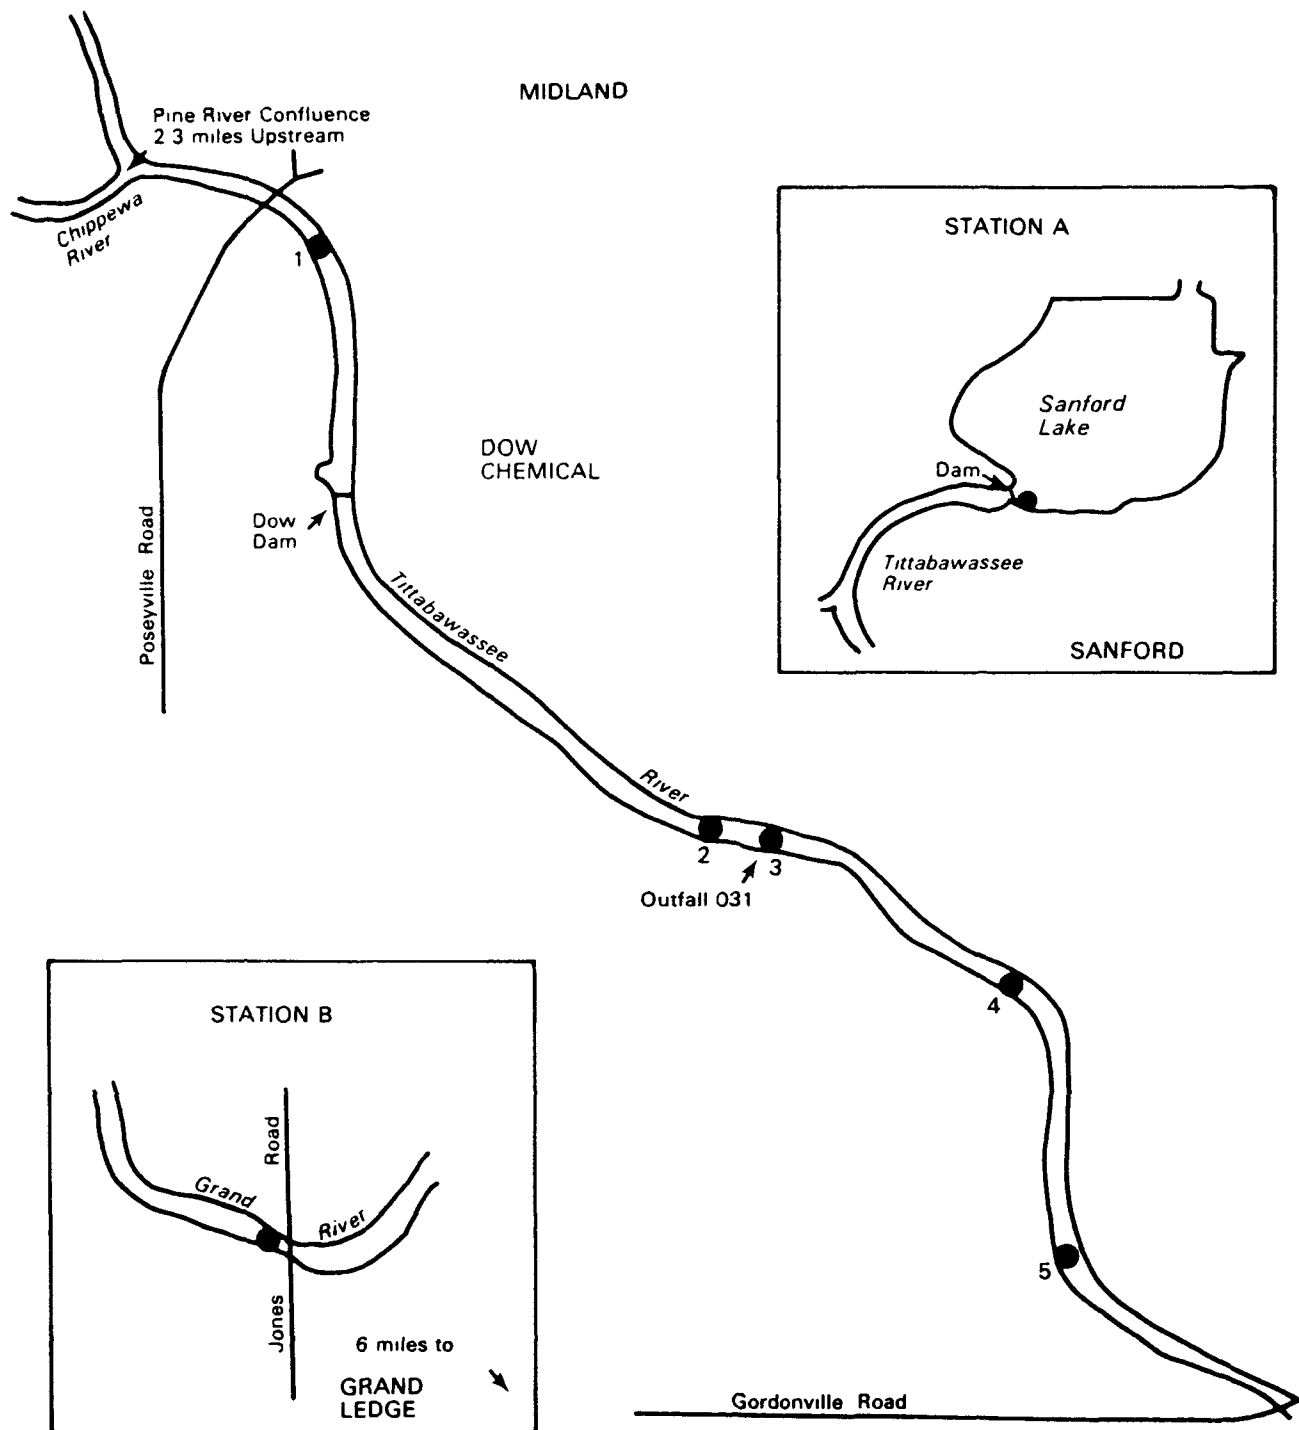 MIDLAND
Pine River Confluence
2 3 miles Upstream
Chippewa
River
1
STATION A
Sanford
Lake
Dam
Tittabawassee
River
SANFORD
DOW
CHEMICAL
Dow
Dam
Poseyville Road
Tittabawassee
River
2
3
Outfall 031
4
5
STATION B
Grand
River
Road
Jones
6 miles to
GRAND
LEDGE
Gordonville Road